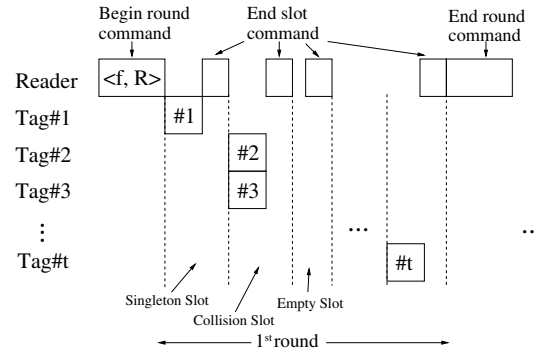 Begin round command
End slot command
End round command
Reader
<f, R>
Tag#1
#1
Tag#2
#2
Tag#3
#3
⋮
...
Tag#t
#t
..
Singleton Slot
Collision Slot
Empty Slot
1st round